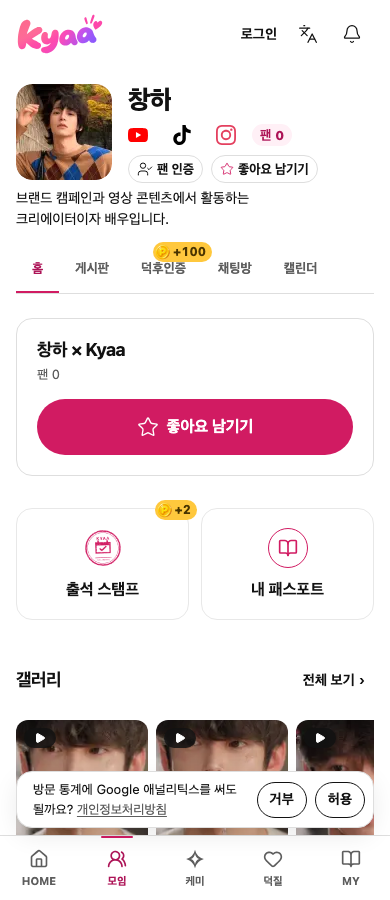 Kyaa
로그인
창하
팬 0
팬 인증
좋아요 남기기
브랜드 캠페인과 영상 콘텐츠에서 활동하는
크리에이터이자 배우입니다.
P +100
홈 게시판 덕후인증 채팅방 캘린더
창하 × Kyaa
팬 0
좋아요 남기기
P +2
출석 스탬프
내 패스포트
갤러리
전체 보기 ›
방문 통계에 Google 애널리틱스를 써도
될까요? 개인정보처리방침
거부
허용
HOME 모임 케미 덕질 MY